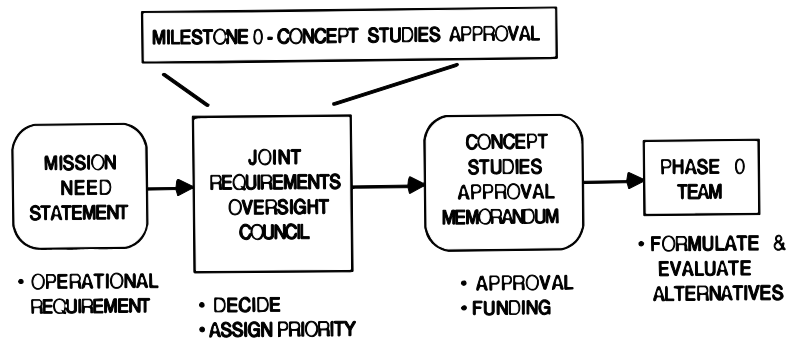 MILESTONE 0 - CONCEPT STUDIES APPROVAL
MISSION
NEED
STATEMENT
• OPERATIONAL
REQUIREMENT
JOINT
REQUIREMENTS
OVERSIGHT
COUNCIL
• DECIDE
• ASSIGN PRIORITY
CONCEPT
STUDIES
APPROVAL
MEMORANDUM
• APPROVAL
• FUNDING
PHASE 0
TEAM
• FORMULATE &
EVALUATE
ALTERNATIVES